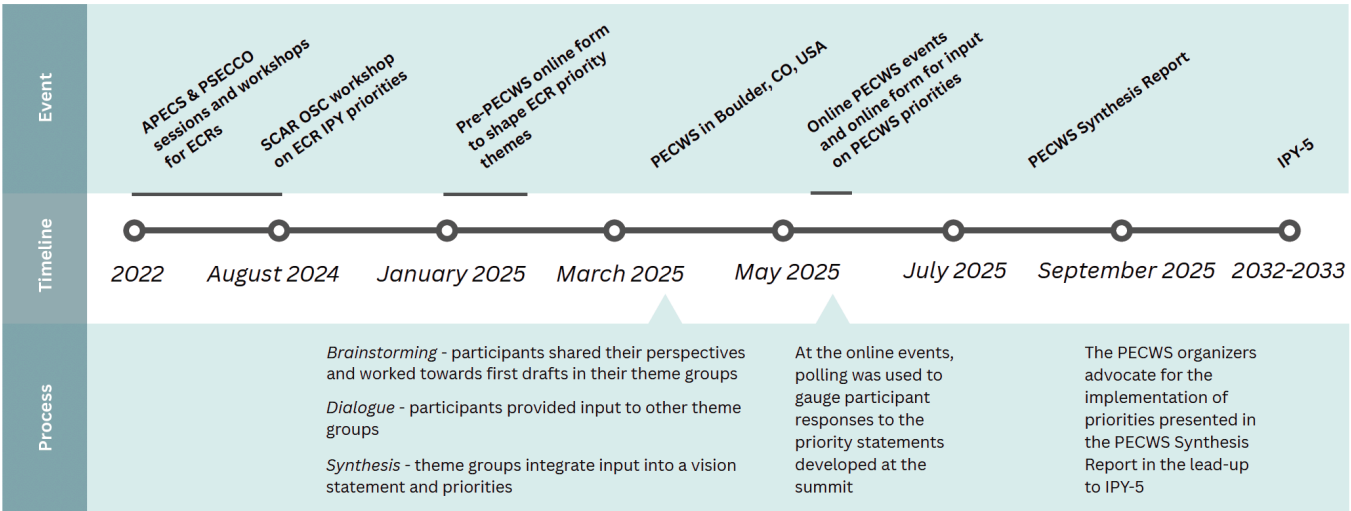 Event
APECS & PSECCO
sessions and workshops
for ECRs
SCAR OSC workshop
on ECR IPY priorities
Pre-PECWS online form
to shape ECR priority
themes
PECWS in Boulder, CO, USA
Online PECWS events
and online form for input
on PECWS priorities
PECWS Synthesis Report
IPY-5
Timeline
2022
August 2024
January 2025
March 2025
May 2025
July 2025
September 2025
2032-2033
Process
Brainstorming - participants shared their perspectives
and worked towards first drafts in their theme groups
Dialogue - participants provided input to other theme
groups
Synthesis - theme groups integrate input into a vision
statement and priorities
At the online events,
polling was used to
gauge participant
responses to the
priority statements
developed at the
summit
The PECWS organizers
advocate for the
implementation of
priorities presented in
the PECWS Synthesis
Report in the lead-up
to IPY-5